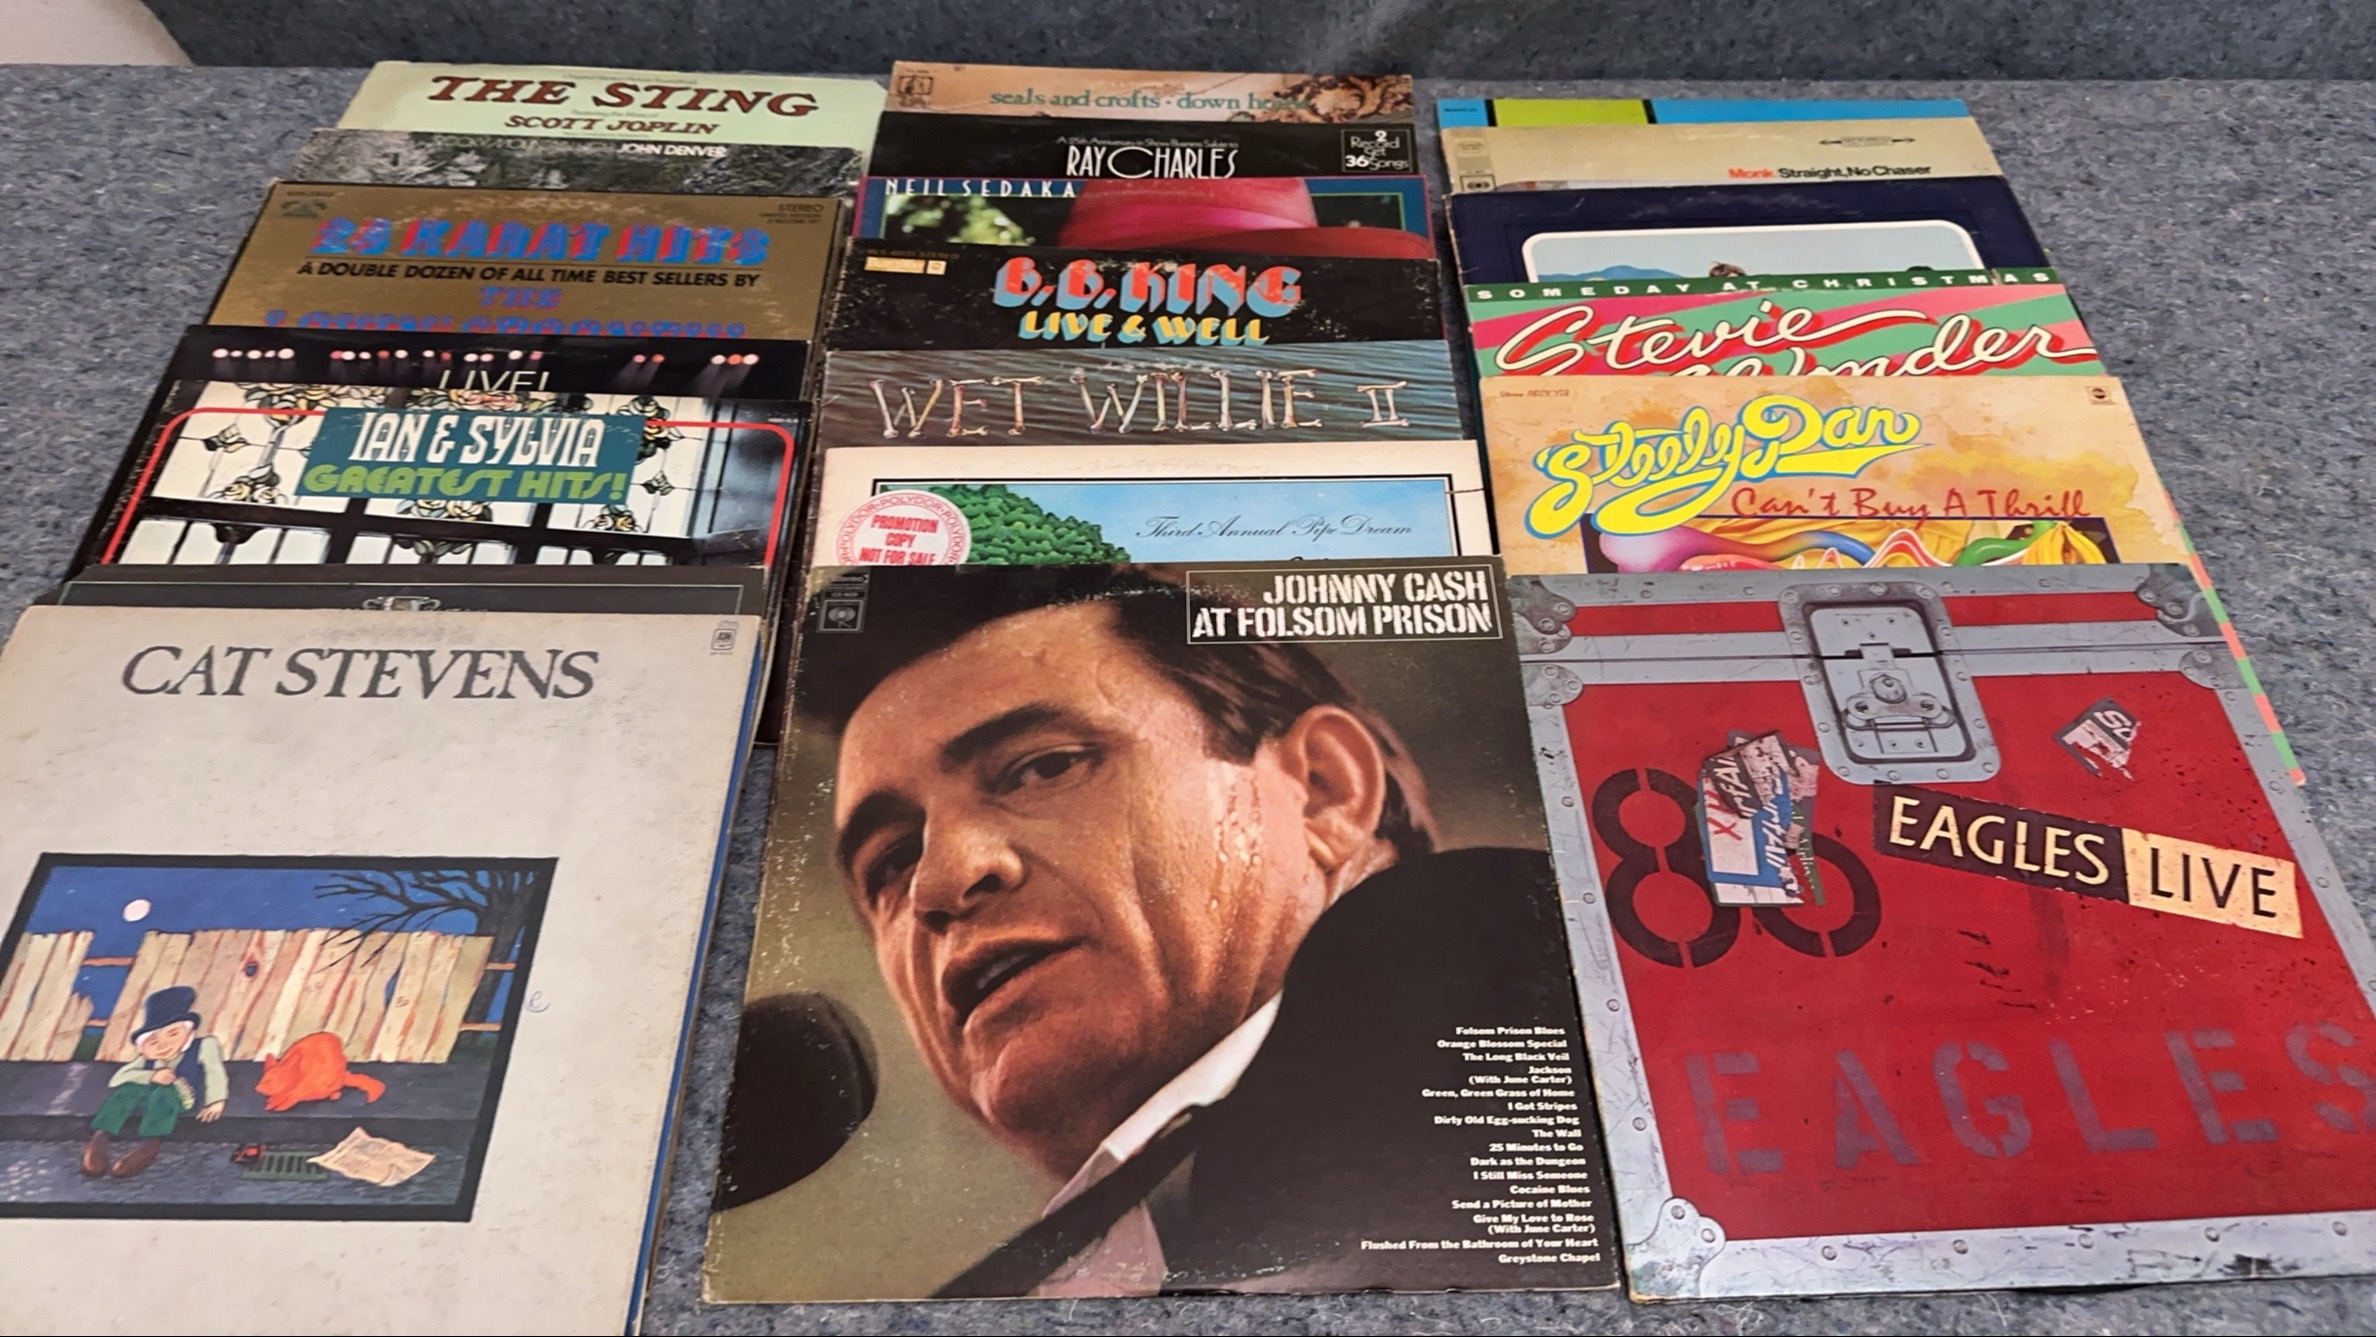 THE STING
SCOTT JOPLIN
JOHN DENVER
STEREO
24 KARAT HITS
A DOUBLE DOZEN OF ALL TIME BEST SELLERS BY
THE
LIVE!
IAN & SYLVIA
GREATEST HITS!
CAT STEVENS
seals and crofts · down home
RAY CHARLES
2
Record
Set
36 Songs
NEIL SEDAKA
B.B. KING
LIVE & WELL
WET WILLIE II
POLYDOR
PROMOTION
COPY
NOT FOR SALE
Third Annual Pipe Dream
JOHNNY CASH
AT FOLSOM PRISON
Folsom Prison Blues
Orange Blossom Special
The Long Black Veil
Jackson
(With June Carter)
Green, Green Grass of Home
I Got Stripes
Dirty Old Egg-sucking Dog
The Wall
25 Minutes to Go
Dark as the Dungeon
I Still Miss Someone
Cocaine Blues
Send a Picture of Mother
Give My Love to Rose
(With June Carter)
Flushed From the Bathroom of Your Heart
Greystone Chapel
Monk. Straight, No Chaser
SOMEDAY AT CHRISTMAS
Stevie
Wonder
Steely Dan
Can't Buy A Thrill
86
EAGLES LIVE
EAGLES